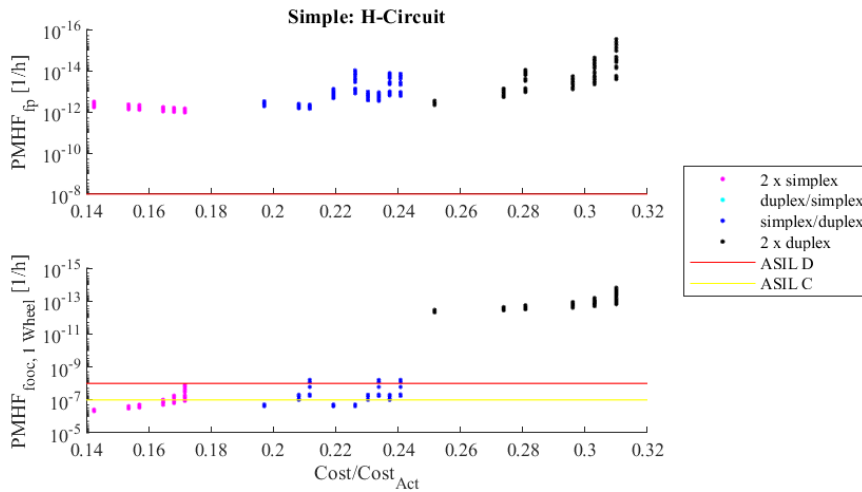 Simple: H-Circuit
PMHF_fp [1/h]
10^-16
10^-14
10^-12
10^-10
10^-8
0.14 0.16 0.18 0.2 0.22 0.24 0.26 0.28 0.3 0.32
2 x simplex
duplex/simplex
simplex/duplex
2 x duplex
ASIL D
ASIL C
PMHF_fooc, 1 Wheel [1/h]
10^-15
10^-13
10^-11
10^-9
10^-7
10^-5
0.14 0.16 0.18 0.2 0.22 0.24 0.26 0.28 0.3 0.32
Cost/Cost_Act